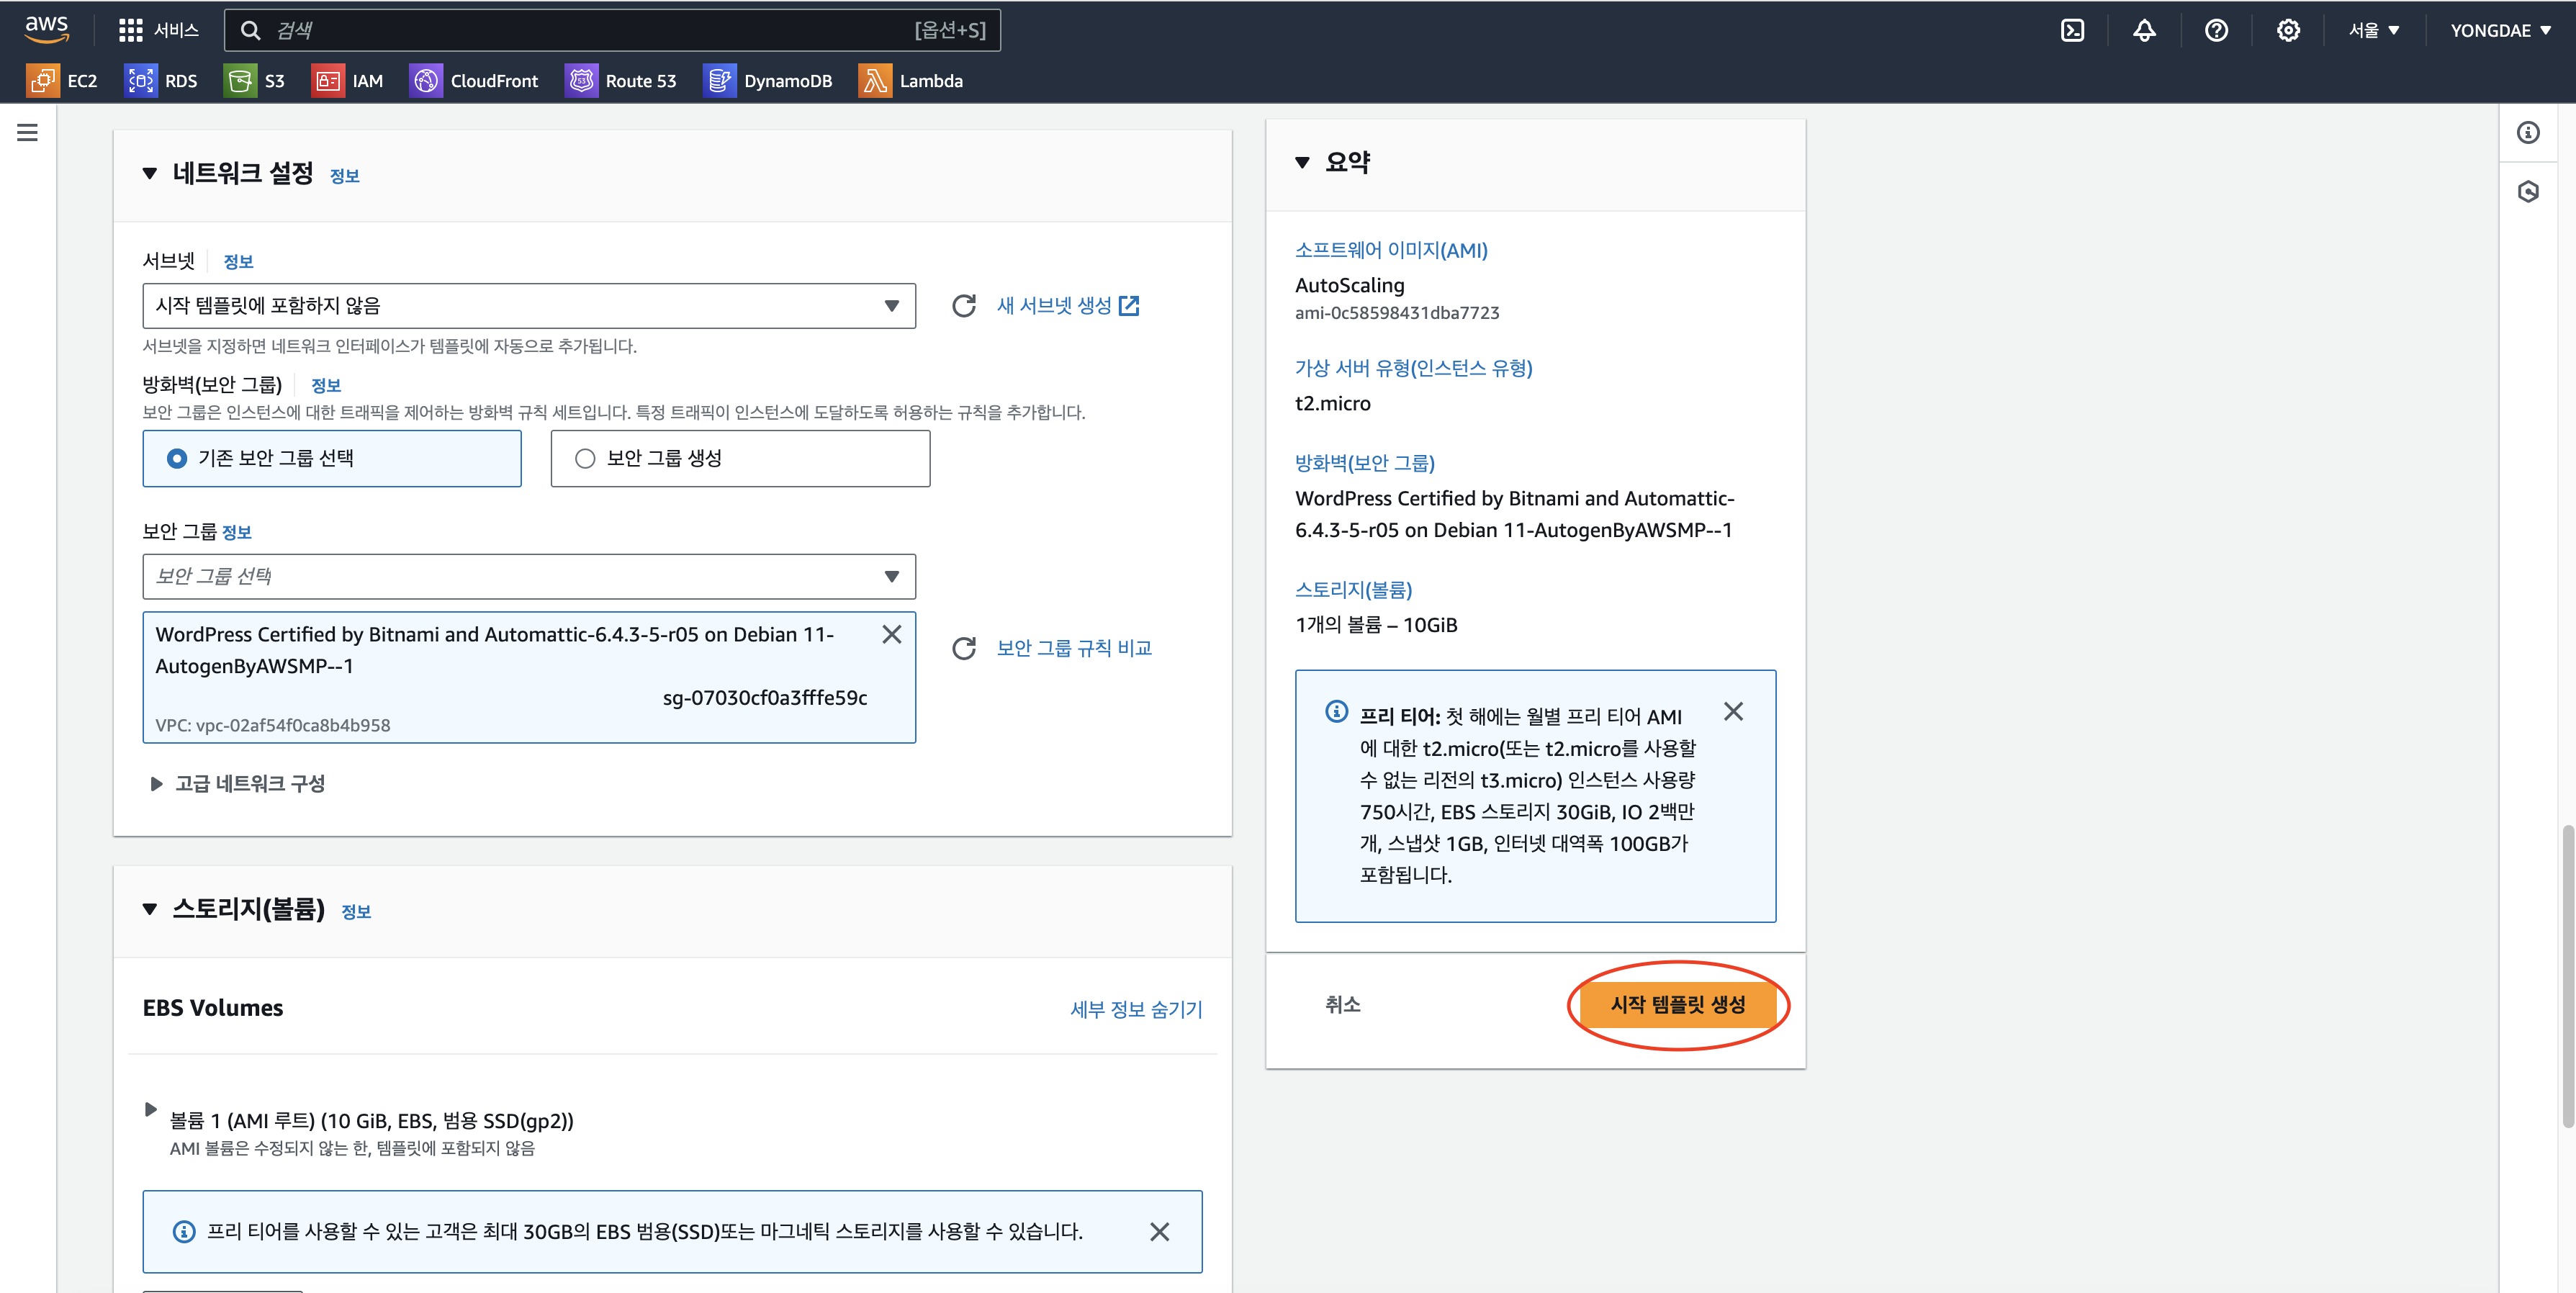 aws
서비스
검색
[옵션+S]
서울 ▼
YONGDAE ▼
EC2
RDS
S3
IAM
CloudFront
Route 53
DynamoDB
Lambda
▼ 네트워크 설정 정보
서브넷 정보
시작 템플릿에 포함하지 않음
새 서브넷 생성
서브넷을 지정하면 네트워크 인터페이스가 템플릿에 자동으로 추가됩니다.
방화벽(보안 그룹) 정보
보안 그룹은 인스턴스에 대한 트래픽을 제어하는 방화벽 규칙 세트입니다. 특정 트래픽이 인스턴스에 도달하도록 허용하는 규칙을 추가합니다.
기존 보안 그룹 선택
보안 그룹 생성
보안 그룹 정보
보안 그룹 선택
WordPress Certified by Bitnami and Automattic-6.4.3-5-r05 on Debian 11-
AutogenByAWSMP--1
sg-07030cf0a3fffe59c
VPC: vpc-02af54f0ca8b4b958
보안 그룹 규칙 비교
▶ 고급 네트워크 구성
▼ 스토리지(볼륨) 정보
EBS Volumes
세부 정보 숨기기
볼륨 1 (AMI 루트) (10 GiB, EBS, 범용 SSD(gp2))
AMI 볼륨은 수정되지 않는 한, 템플릿에 포함되지 않음
프리 티어를 사용할 수 있는 고객은 최대 30GB의 EBS 범용(SSD)또는 마그네틱 스토리지를 사용할 수 있습니다.
▼ 요약
소프트웨어 이미지(AMI)
AutoScaling
ami-0c58598431dba7723
가상 서버 유형(인스턴스 유형)
t2.micro
방화벽(보안 그룹)
WordPress Certified by Bitnami and Automattic-
6.4.3-5-r05 on Debian 11-AutogenByAWSMP--1
스토리지(볼륨)
1개의 볼륨 – 10GiB
프리 티어: 첫 해에는 월별 프리 티어 AMI
에 대한 t2.micro(또는 t2.micro를 사용할
수 없는 리전의 t3.micro) 인스턴스 사용량
750시간, EBS 스토리지 30GiB, IO 2백만
개, 스냅샷 1GB, 인터넷 대역폭 100GB가
포함됩니다.
취소
시작 템플릿 생성